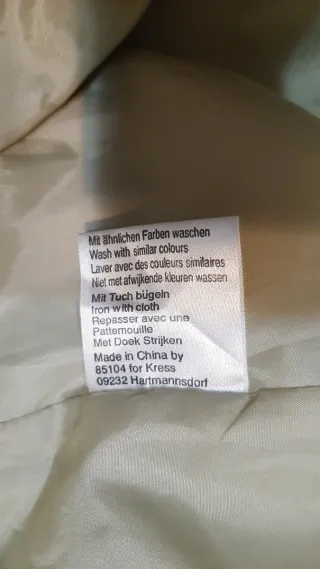 Mit ähnlichen Farben waschen
Wash with similar colours
Laver avec des couleurs similaires
Niet met afwijkende kleuren wassen
Mit Tuch bügeln
Iron with cloth
Repasser avec une
Pattemouille
Met Doek Strijken
Made in China by
85104 for Kress
09232 Hartmannsdorf